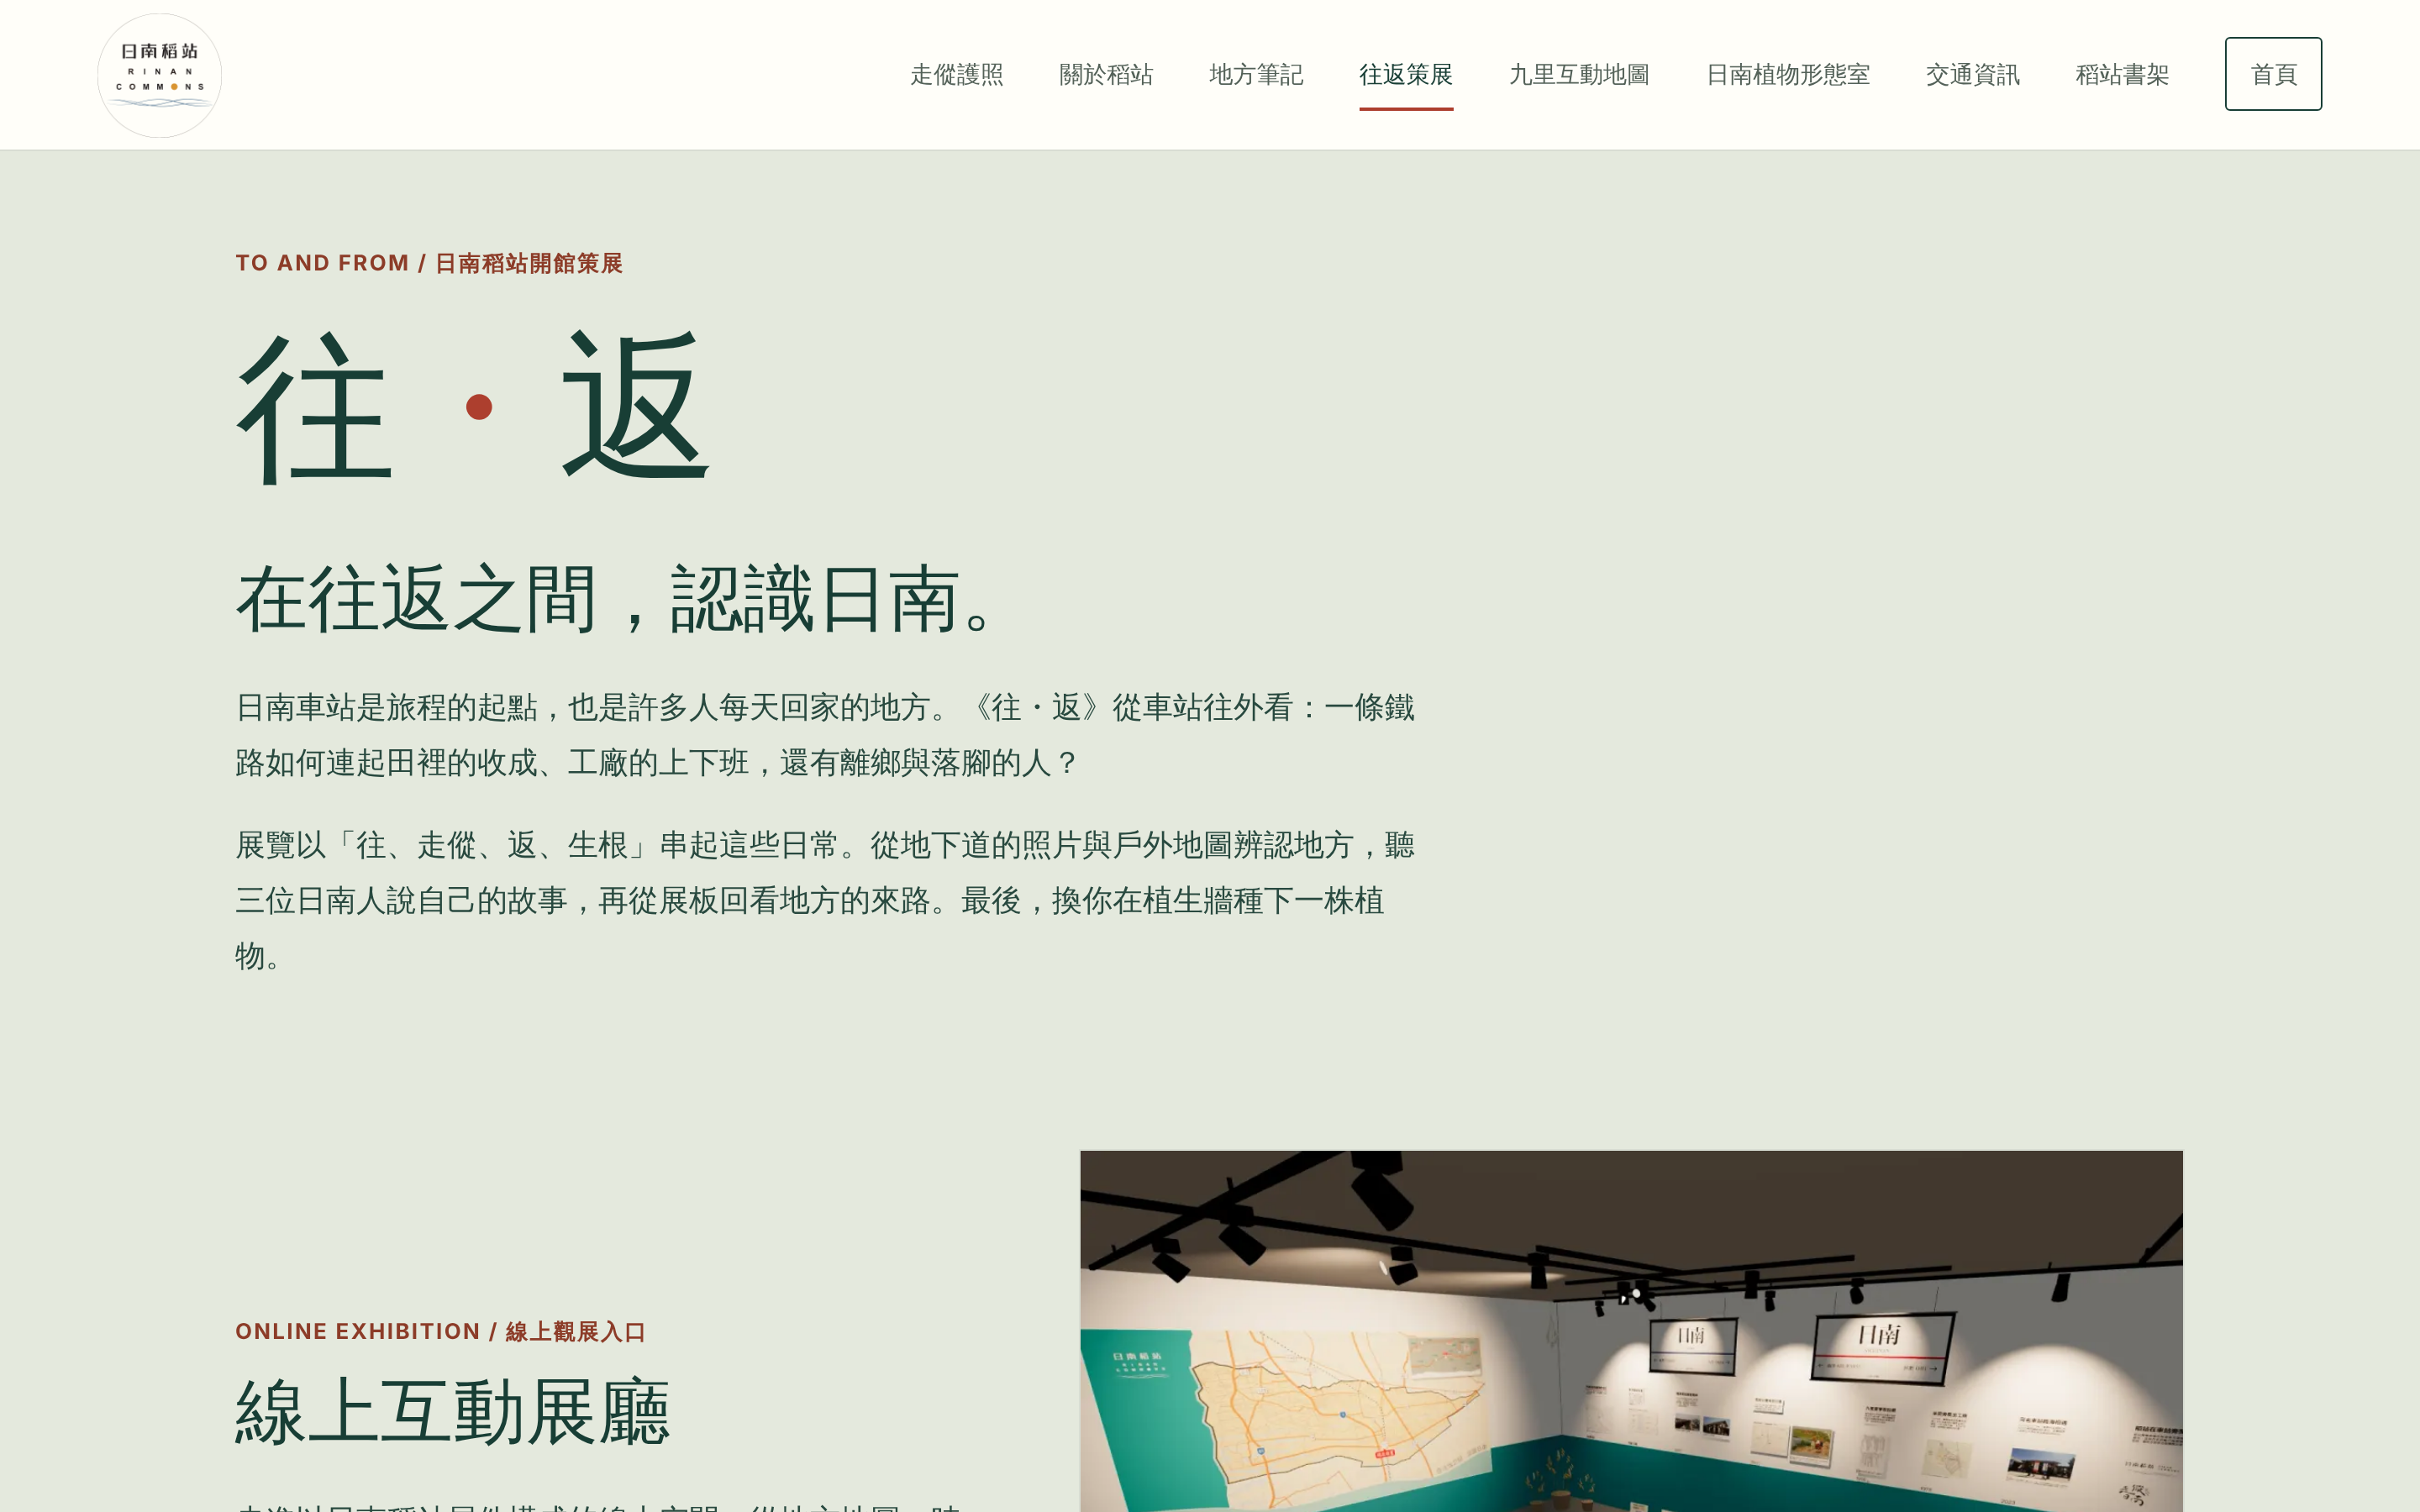 日南稻站
RINAN
COMMONS
走從護照
關於稻站
地方筆記
往返策展
九里互動地圖
日南植物形態室
交通資訊
稻站書架
首頁
TO AND FROM / 日南稻站開館策展
往・返
在往返之間，認識日南。
日南車站是旅程的起點，也是許多人每天回家的地方。《往・返》從車站往外看：一條鐵
路如何連起田裡的收成、工廠的上下班，還有離鄉與落腳的人？
展覽以「往、走從、返、生根」串起這些日常。從地下道的照片與戶外地圖辨認地方，聽
三位日南人說自己的故事，再從展板回看地方的來路。最後，換你在植生牆種下一株植
物。
ONLINE EXHIBITION / 線上觀展入口
線上互動展廳
日南稻站
日南
日南